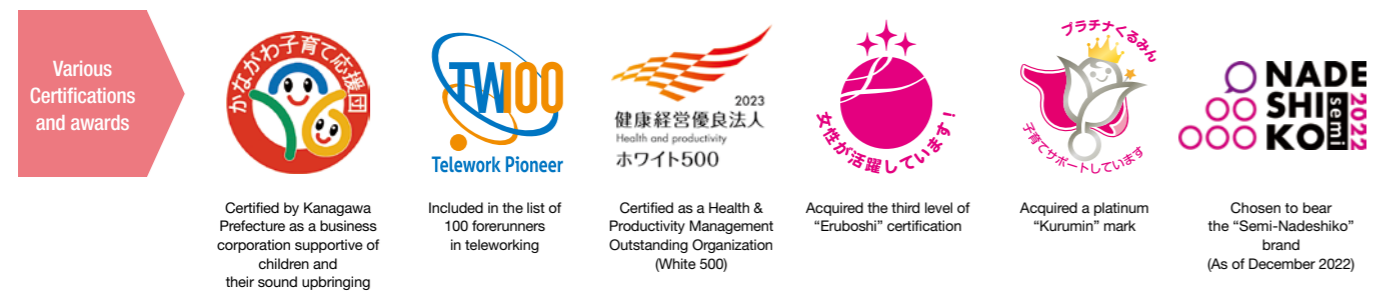 Various
Certifications
and awards
かながわ子育て応援団
TW100
Telework Pioneer
2023
健康経営優良法人
Health and productivity
ホワイト500
女性が活躍しています!
プラチナくるみん
子育てサポートしています
NADE
SHI
KO
semi
2022
Certified by Kanagawa
Prefecture as a business
corporation supportive of
children and
their sound upbringing
Included in the list of
100 forerunners
in teleworking
Certified as a Health &
Productivity Management
Outstanding Organization
(White 500)
Acquired the third level of
“Eruboshi” certification
Acquired a platinum
“Kurumin” mark
Chosen to bear
the “Semi-Nadeshiko”
brand
(As of December 2022)